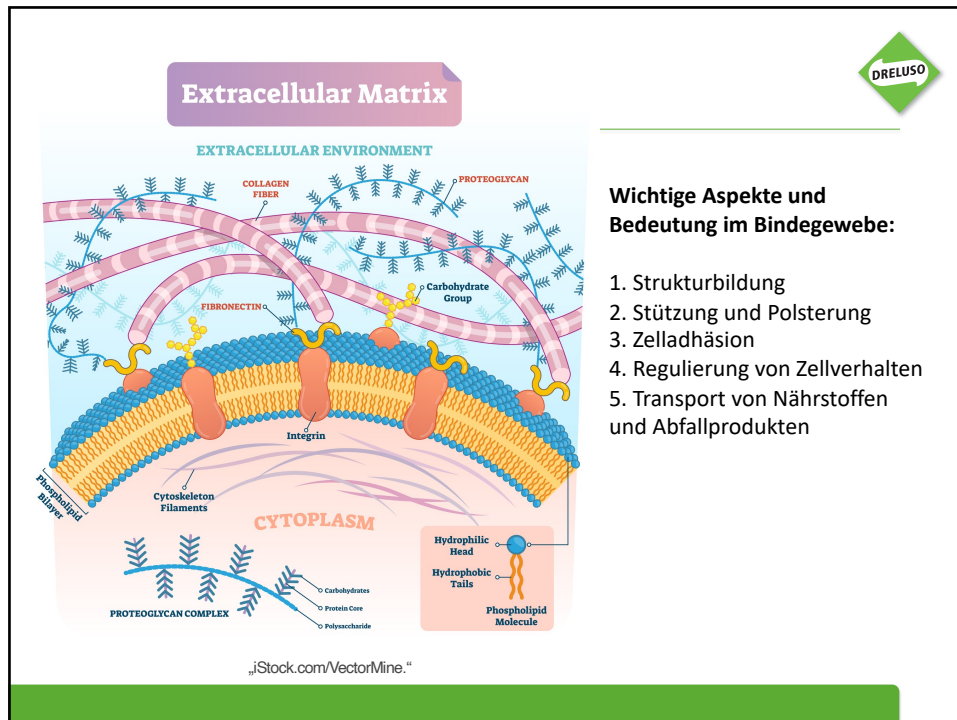 DRELUSO
Extracellular Matrix
EXTRACELLULAR ENVIRONMENT
COLLAGEN
FIBER
PROTEOGLYCAN
Carbohydrate
Group
FIBRONECTIN
Integrin
Phospholipid
Bilayer
Cytoskeleton
Filaments
CYTOPLASM
Hydrophilic
Head
Hydrophobic
Tails
Phospholipid
Molecule
Carbohydrates
Protein Core
Polysaccharide
PROTEOGLYCAN COMPLEX
„iStock.com/VectorMine.“
Wichtige Aspekte und
Bedeutung im Bindegewebe:
1. Strukturbildung
2. Stützung und Polsterung
3. Zelladhäsion
4. Regulierung von Zellverhalten
5. Transport von Nährstoffen
und Abfallprodukten